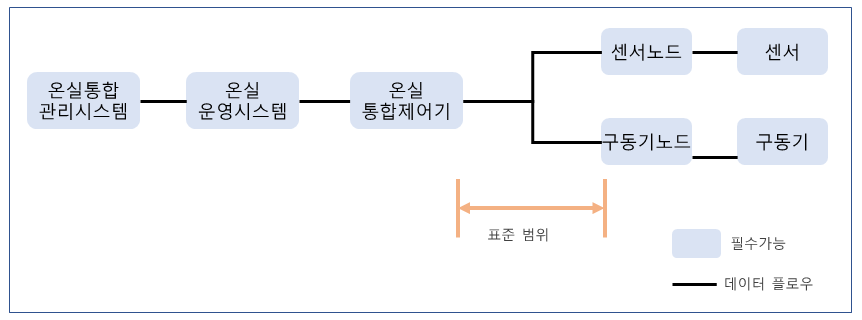 온실통합
관리시스템
온실
운영시스템
온실
통합제어기
센서노드
센서
구동기노드
구동기
표준 범위
필수가능
데이터 플로우